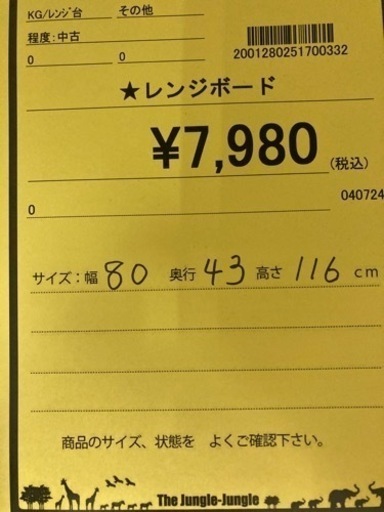 KG/レンジ台 その他
程度：中古
0 0
2001280251700332
★レンジボード
¥7,980 (税込)
0 040724
サイズ：幅 80 奥行 43 高さ 116 cm
商品のサイズ、状態を よくご確認下さい。
The Jungle-Jungle